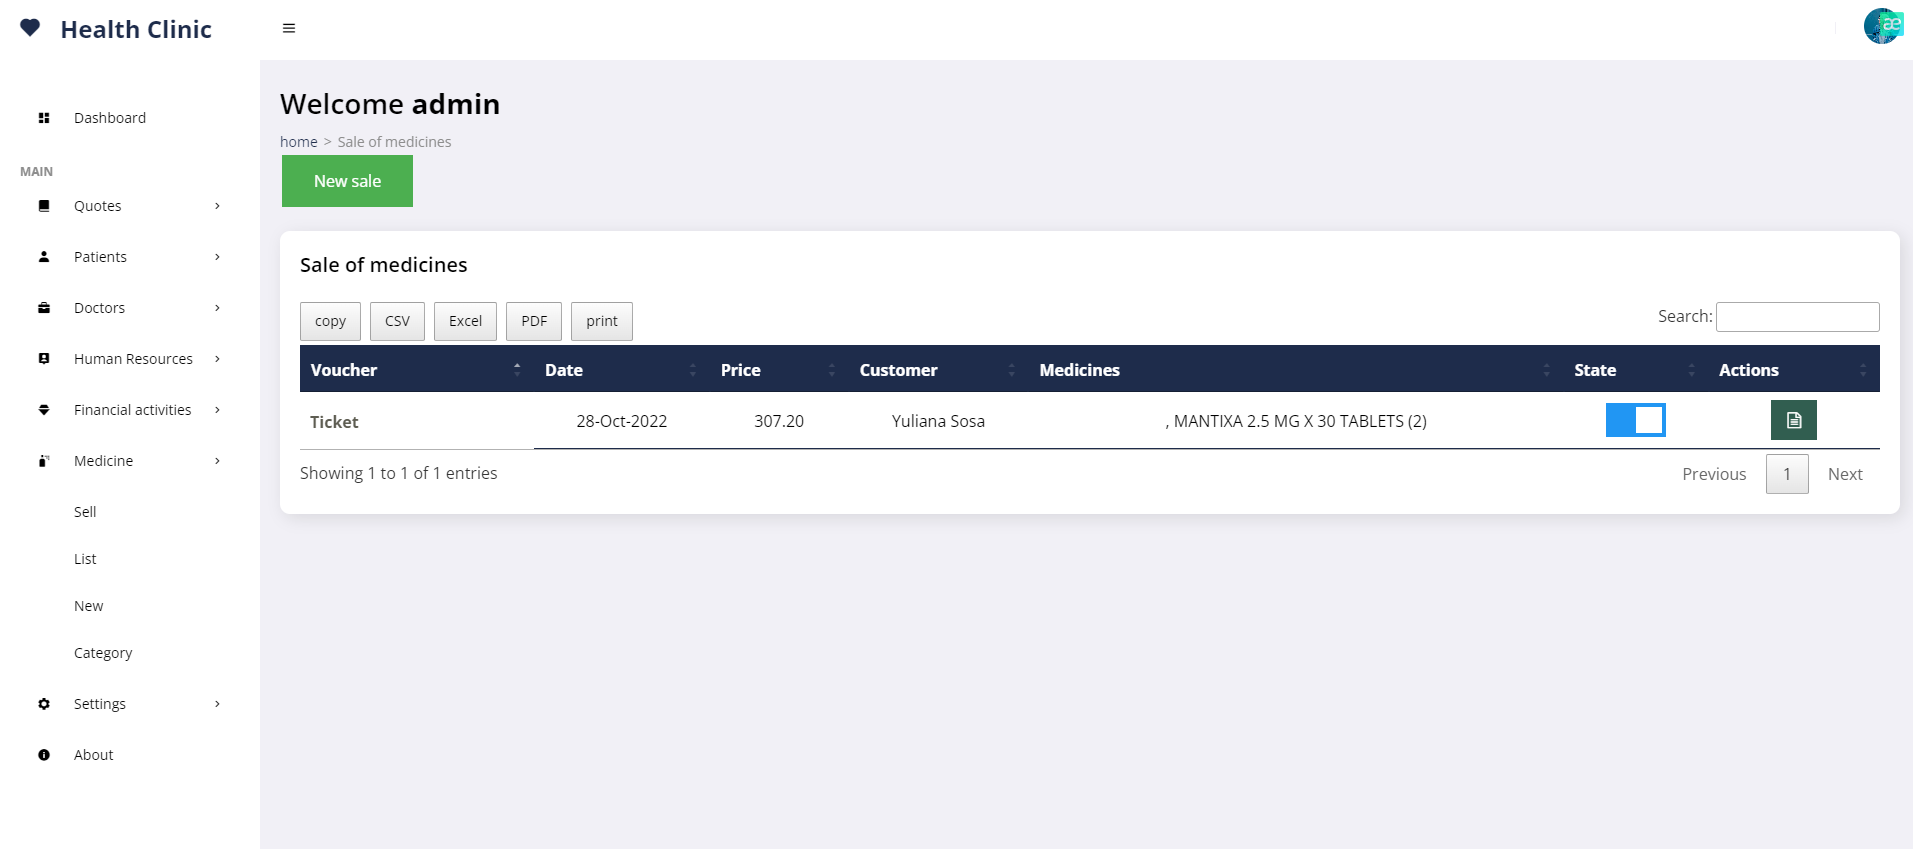 Health Clinic
æ
Dashboard
MAIN
Quotes
Patients
Doctors
Human Resources
Financial activities
Medicine
Sell
List
New
Category
Settings
About
Welcome admin
home > Sale of medicines
New sale
Sale of medicines
copy CSV Excel PDF print
Search:
Voucher Date Price Customer Medicines State Actions
Ticket 28-Oct-2022 307.20 Yuliana Sosa , MANTIXA 2.5 MG X 30 TABLETS (2)
Showing 1 to 1 of 1 entries
Previous 1 Next